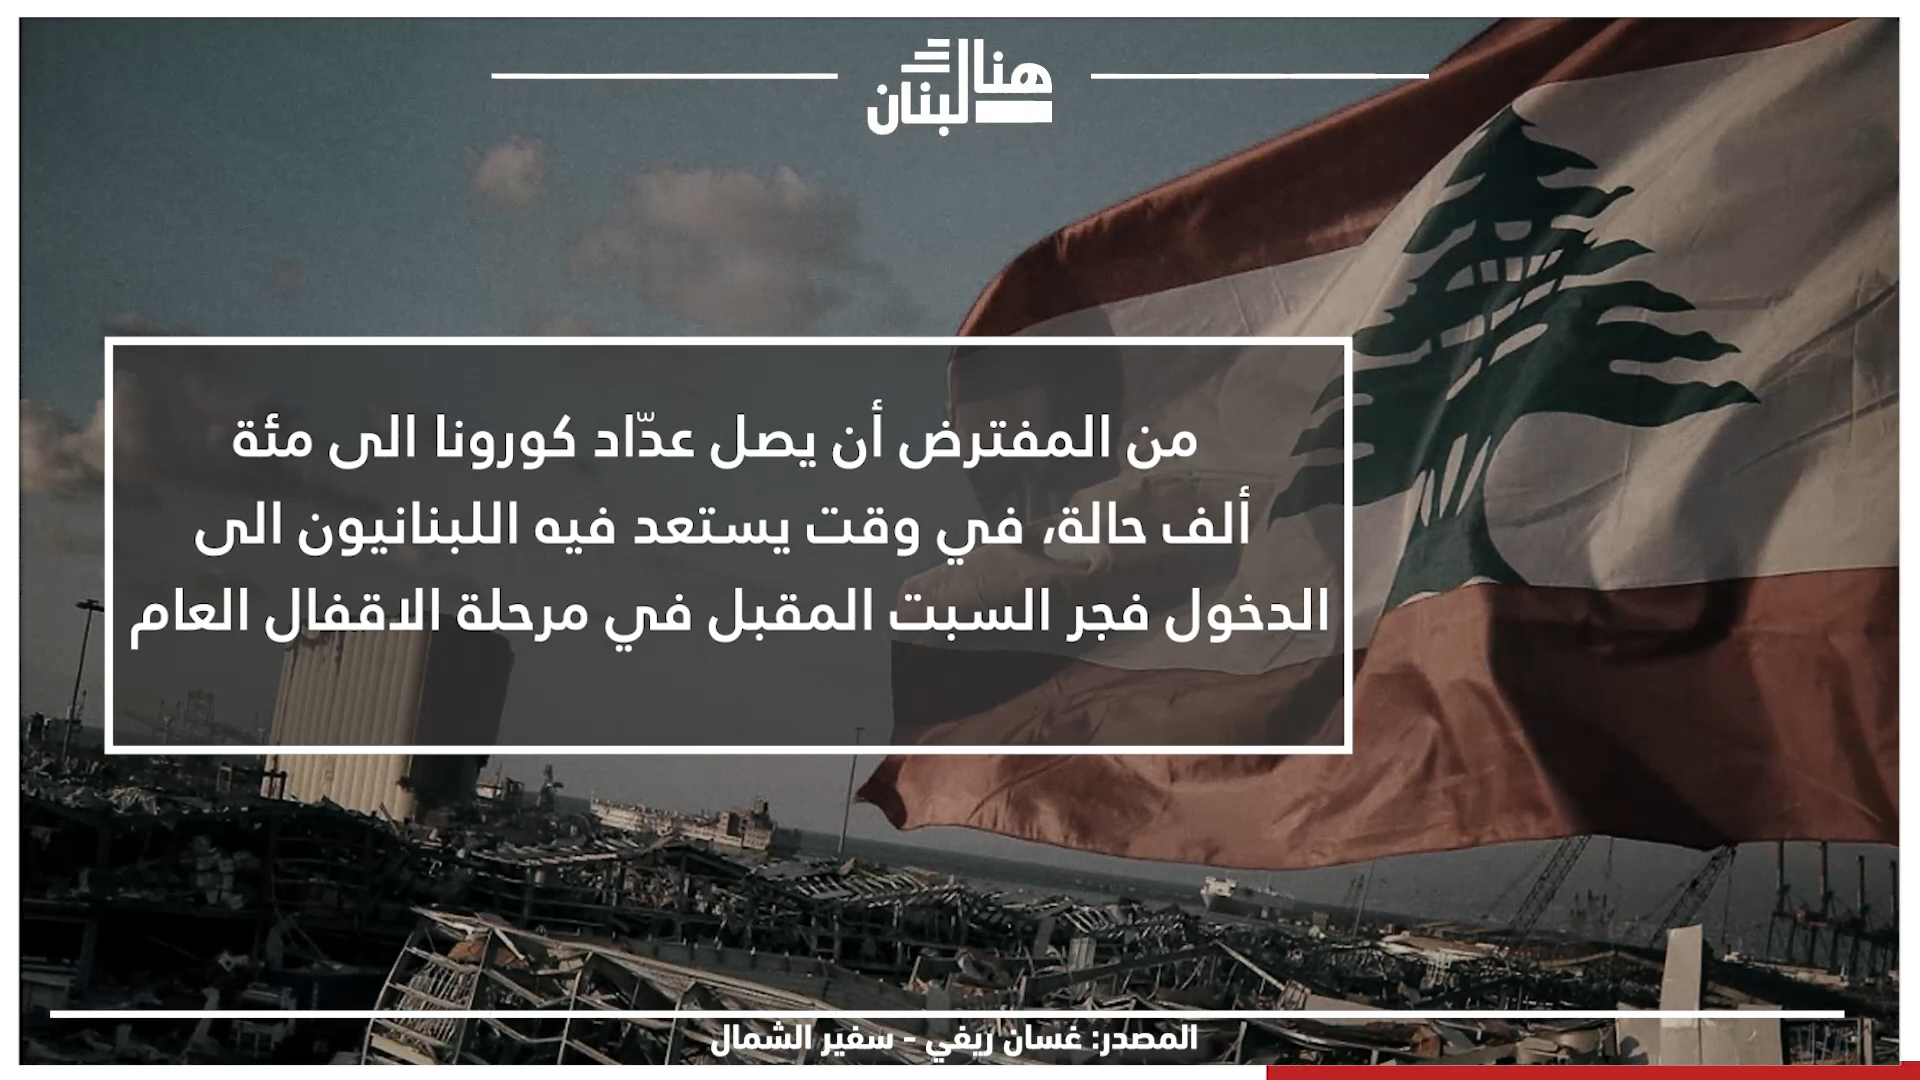 هنا لبنان
من المفترض أن يصل عدّاد كورونا الى مئة
ألف حالة، في وقت يستعد فيه اللبنانيون الى
الدخول فجر السبت المقبل في مرحلة الاقفال العام
المصدر: غسان ريفي - سفير الشمال